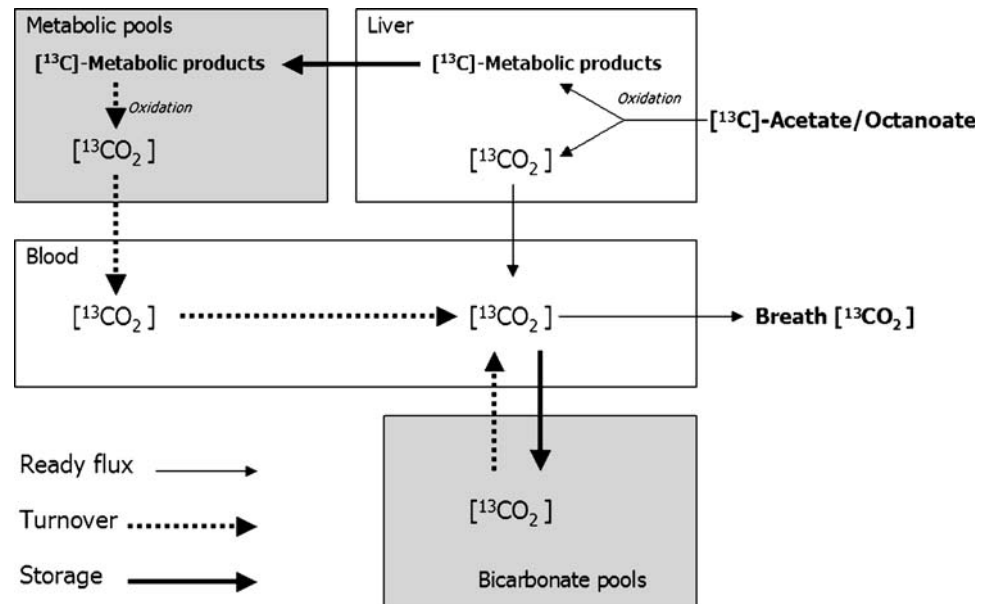 Metabolic pools
Liver
[¹³C]-Metabolic products
[¹³C]-Metabolic products
Oxidation
Oxidation
[¹³C]-Acetate/Octanoate
[¹³CO₂]
[¹³CO₂]
Blood
[¹³CO₂]
[¹³CO₂]
Breath [¹³CO₂]
Ready flux
Turnover
Storage
[¹³CO₂]
Bicarbonate pools